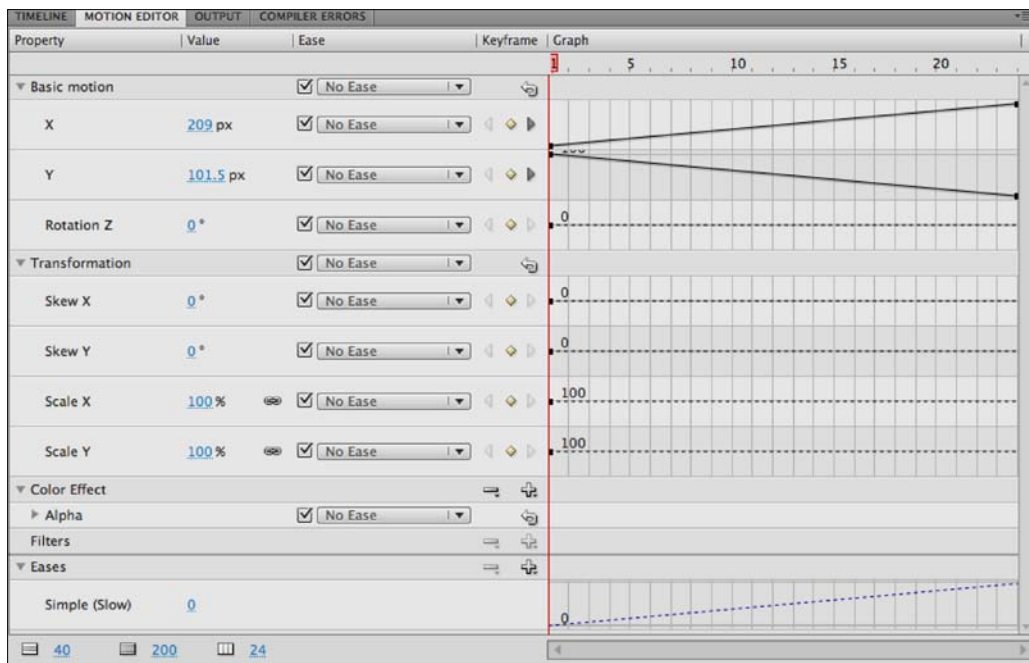 TIMELINE MOTION EDITOR OUTPUT COMPILER ERRORS
Property Value Ease Keyframe Graph
1 5 10 15 20
Basic motion No Ease
X 209 px No Ease
100
Y 101.5 px No Ease
Rotation Z 0° No Ease 0
Transformation No Ease
Skew X 0° No Ease 0
Skew Y 0° No Ease 0
Scale X 100 % No Ease 100
Scale Y 100 % No Ease 100
Color Effect
Alpha No Ease
Filters
Eases
Simple (Slow) 0 0
40 200 24